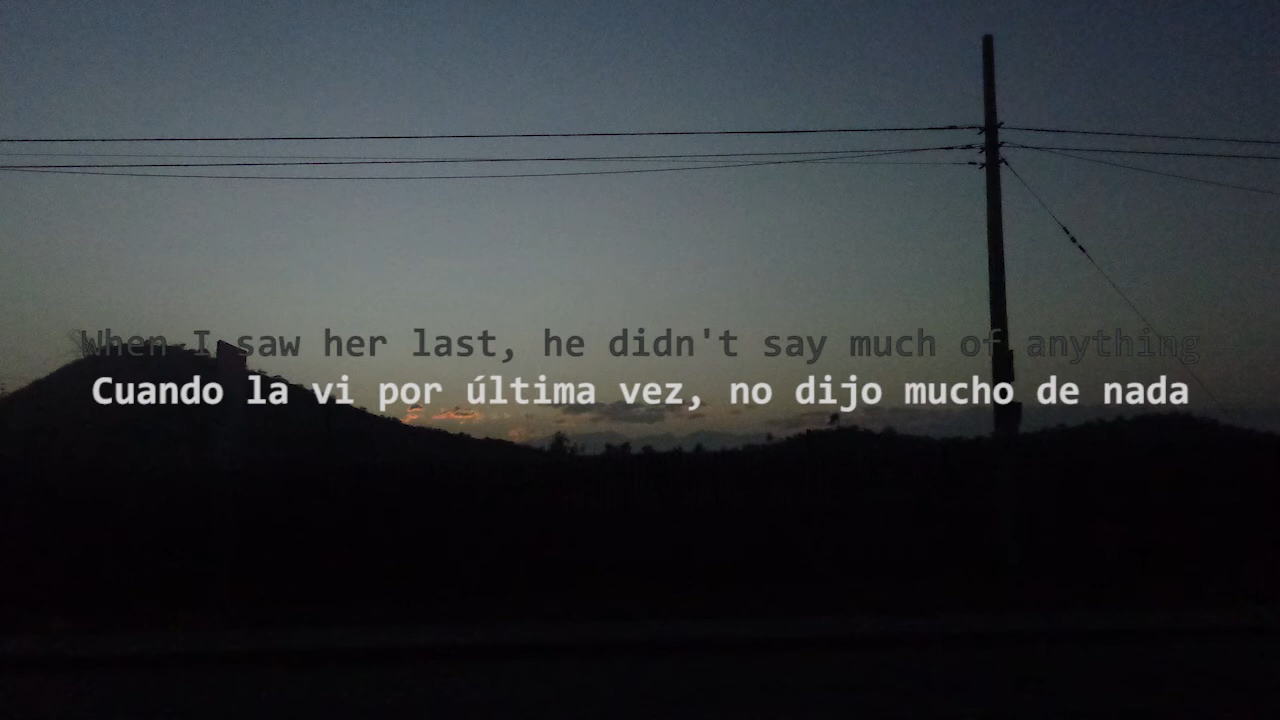 When I saw her last, he didn't say much of anything
Cuando la vi por última vez, no dijo mucho de nada